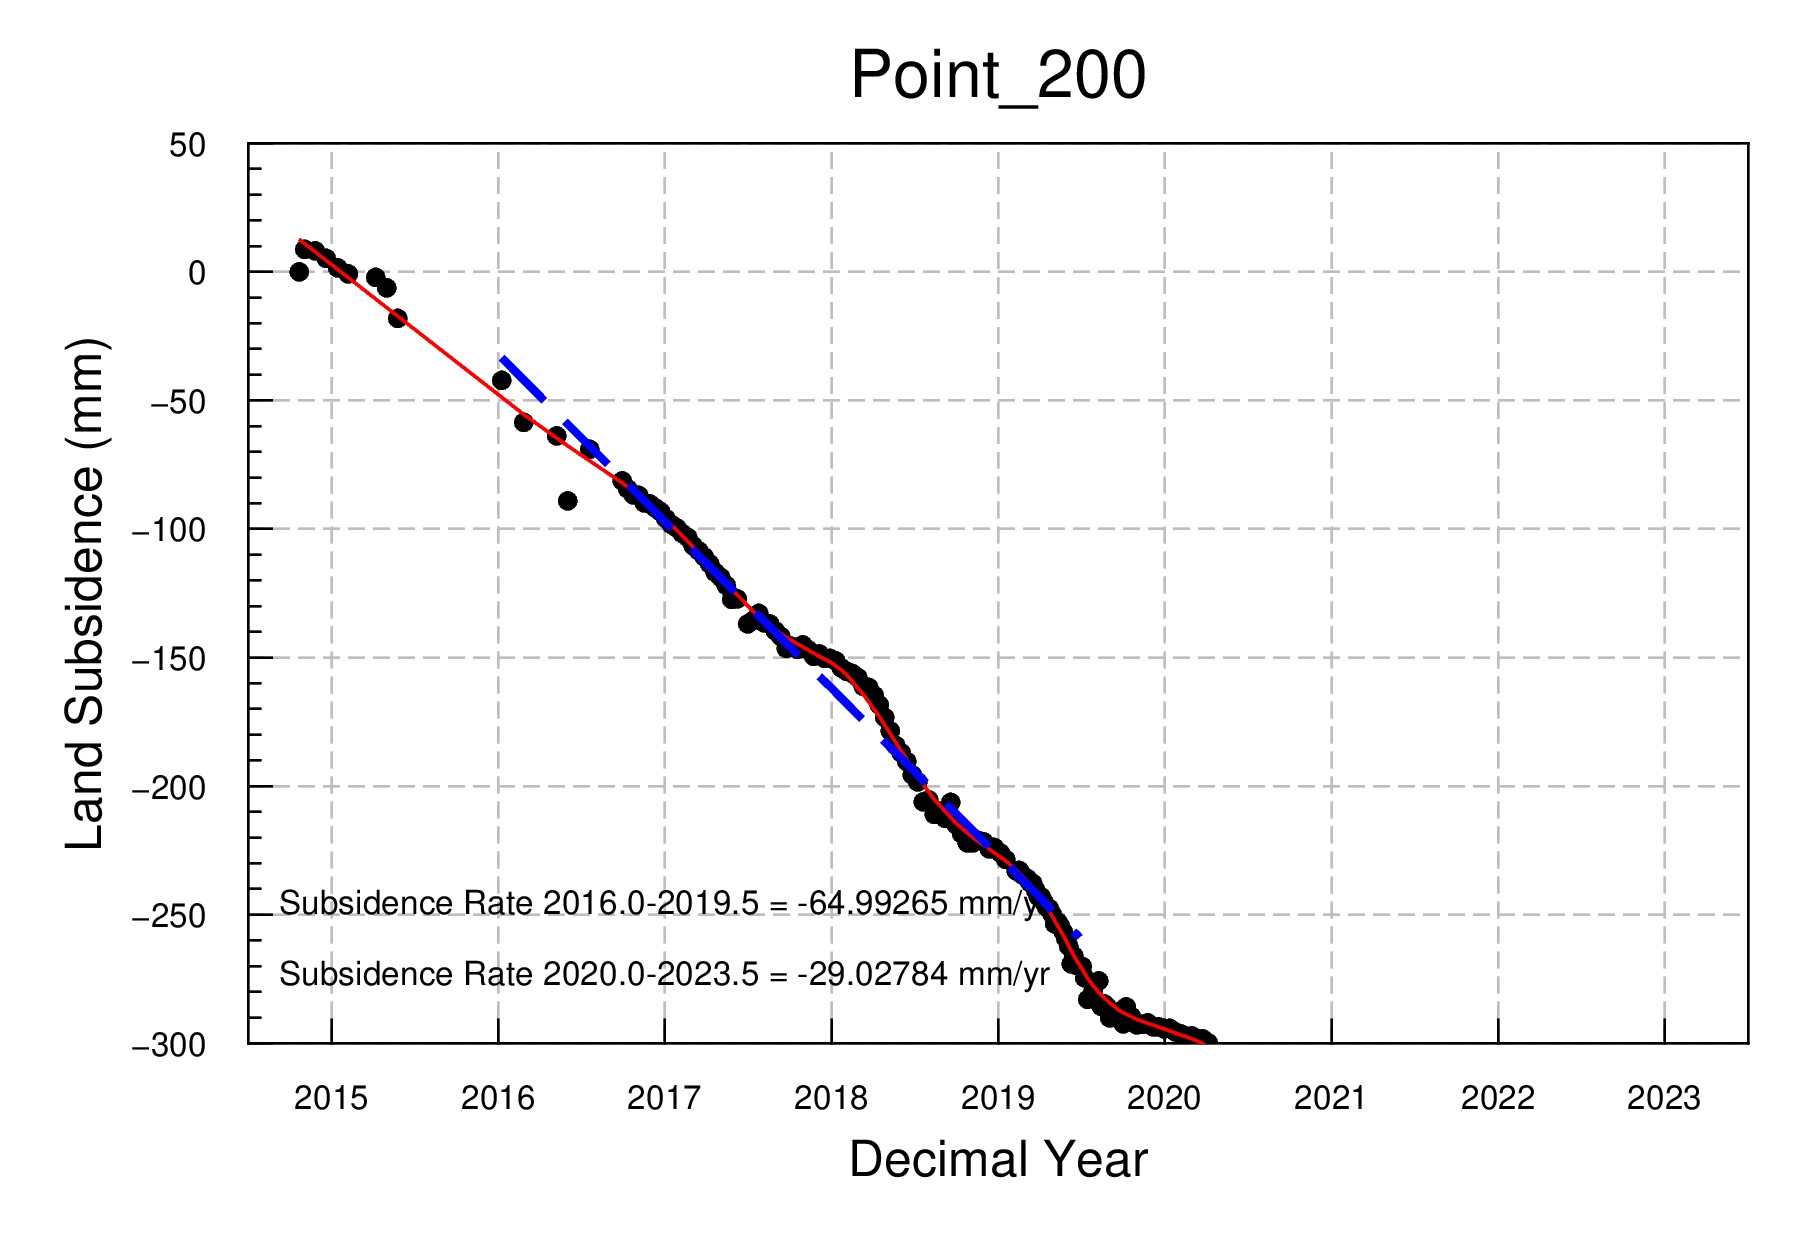 Point_200
50
0
−50
−100
−150
−200
−250
−300
Land Subsidence (mm)
Subsidence Rate 2016.0-2019.5 = -64.99265 mm/yr
Subsidence Rate 2020.0-2023.5 = -29.02784 mm/yr
2015 2016 2017 2018 2019 2020 2021 2022 2023
Decimal Year